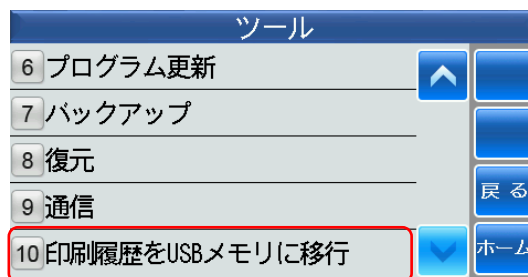 ツール
6 プログラム更新
7 バックアップ
8 復元
9 通信
戻る
10 印刷履歴をUSBメモリに移行
ホーム